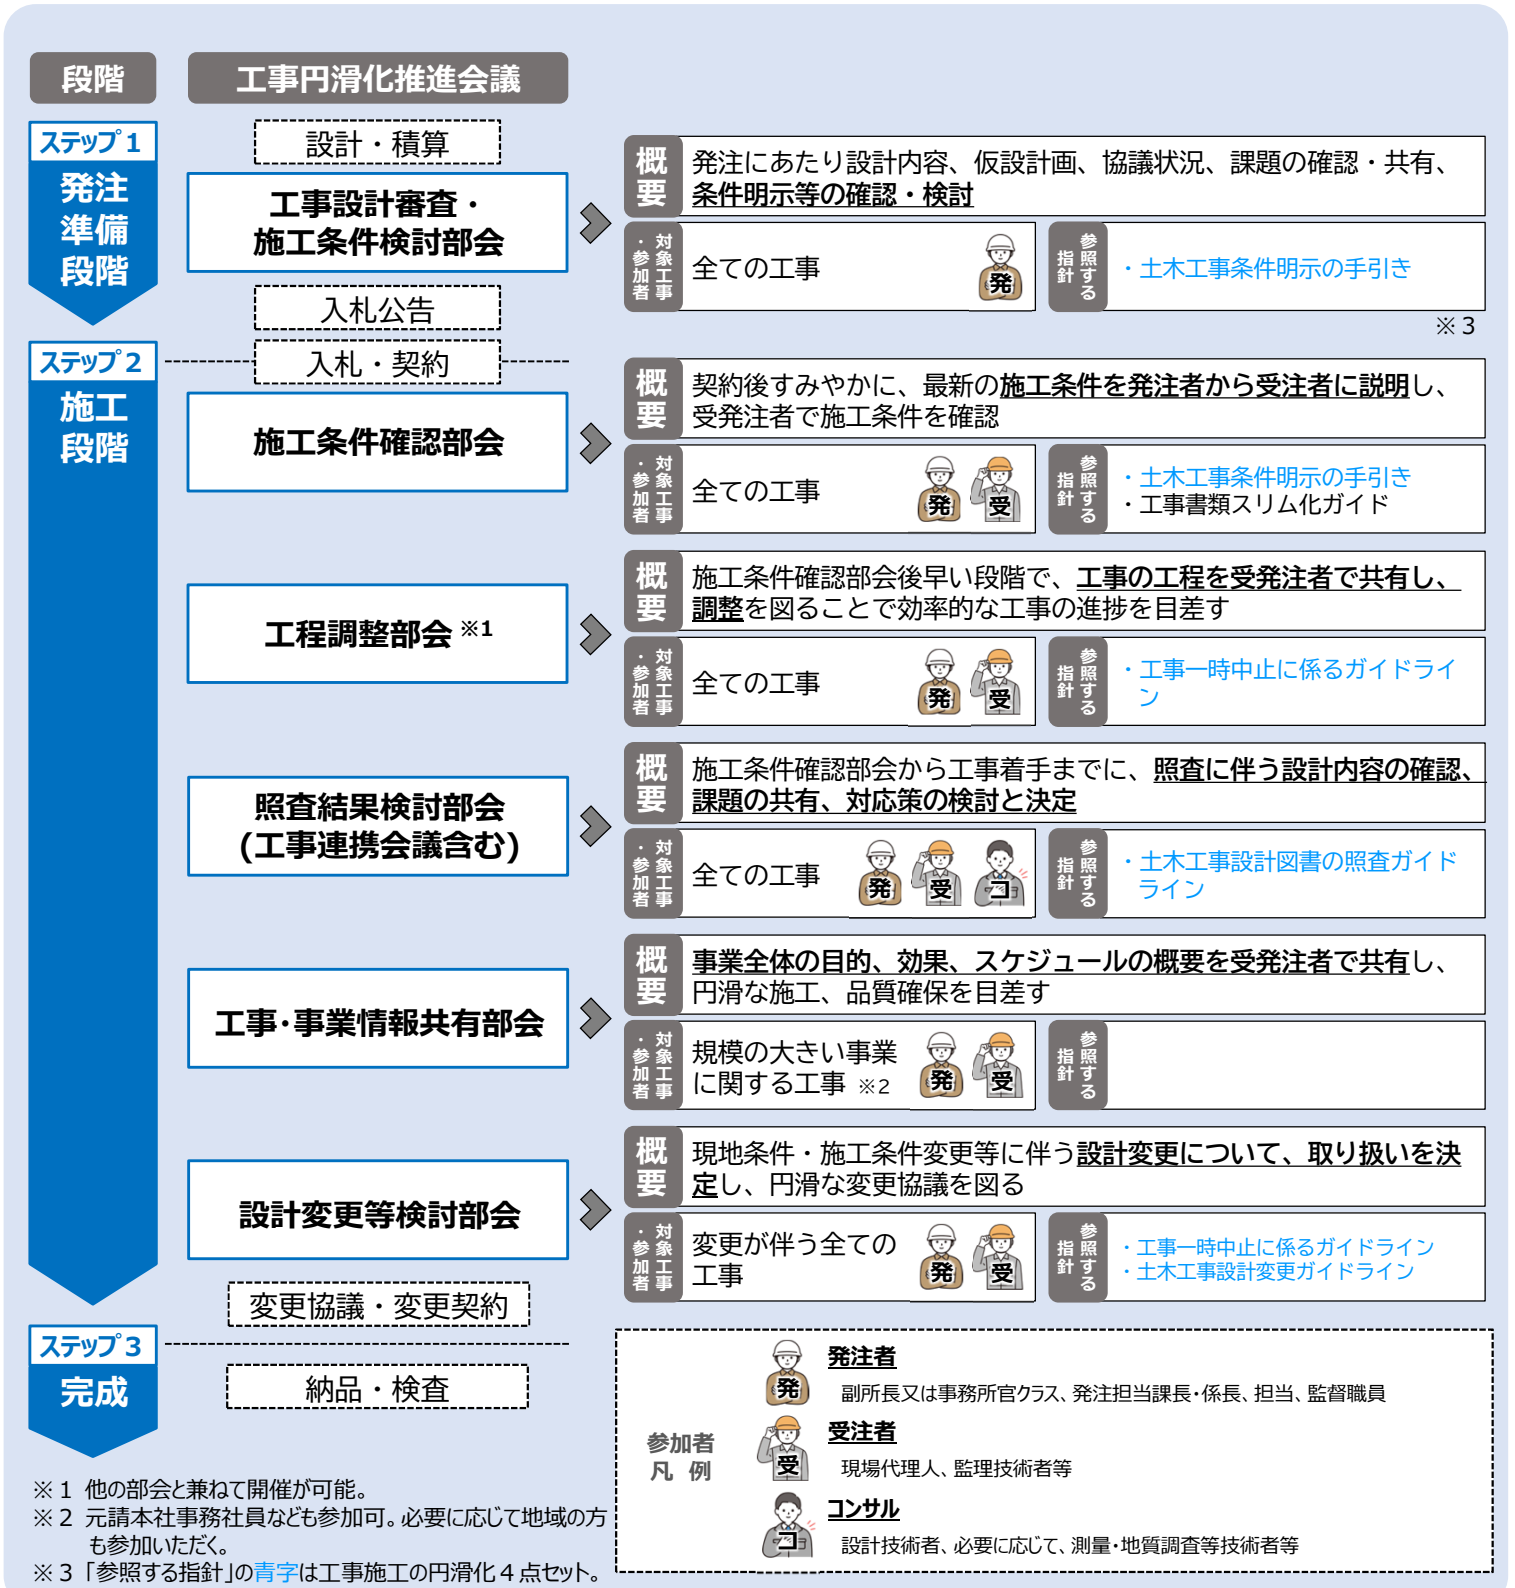 段階
工事円滑化推進会議
ステップ1
発注
準備
段階
設計・積算
工事設計審査・
施工条件検討部会
概要
発注にあたり設計内容、仮設計画、協議状況、課題の確認・共有、
条件明示等の確認・検討
対象工事
・参加者
全ての工事
発
参照する
指針
・土木工事条件明示の手引き
※3
入札公告
ステップ2
施工
段階
入札・契約
施工条件確認部会
概要
契約後すみやかに、最新の施工条件を発注者から受注者に説明し、
受発注者で施工条件を確認
対象工事
・参加者
全ての工事
発 受
参照する
指針
・土木工事条件明示の手引き
・工事書類スリム化ガイド
工程調整部会 ※1
概要
施工条件確認部会後早い段階で、工事の工程を受発注者で共有し、
調整を図ることで効率的な工事の進捗を目差す
対象工事
・参加者
全ての工事
発 受
参照する
指針
・工事一時中止に係るガイドライ
ン
照査結果検討部会
(工事連携会議含む)
概要
施工条件確認部会から工事着手までに、照査に伴う設計内容の確認、
課題の共有、対応策の検討と決定
対象工事
・参加者
全ての工事
発 受 コ
参照する
指針
・土木工事設計図書の照査ガイド
ライン
工事・事業情報共有部会
概要
事業全体の目的、効果、スケジュールの概要を受発注者で共有し、
円滑な施工、品質確保を目差す
対象工事
・参加者
規模の大きい事業
に関する工事 ※2
発 受
参照する
指針
設計変更等検討部会
概要
現地条件・施工条件変更等に伴う設計変更について、取り扱いを決
定し、円滑な変更協議を図る
対象工事
・参加者
変更が伴う全ての
工事
発 受
参照する
指針
・工事一時中止に係るガイドライン
・土木工事設計変更ガイドライン
変更協議・変更契約
ステップ3
完成
納品・検査
参加者
凡 例
発
発注者
副所長又は事務所官クラス、発注担当課長・係長、担当、監督職員
受
受注者
現場代理人、監理技術者等
コ
コンサル
設計技術者、必要に応じて、測量・地質調査等技術者等
※1 他の部会と兼ねて開催が可能。
※2 元請本社事務社員なども参加可。必要に応じて地域の方
も参加いただく。
※3「参照する指針」の青字は工事施工の円滑化4点セット。